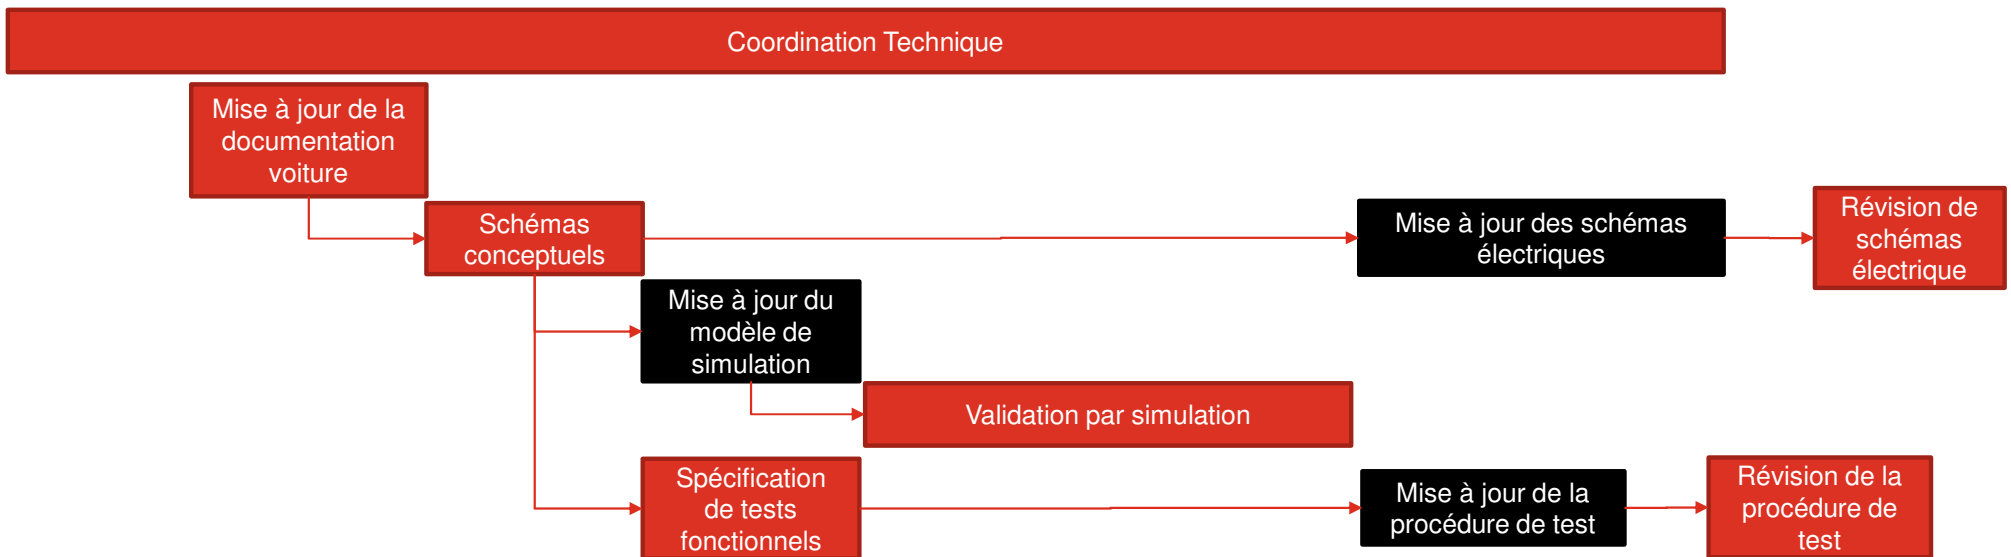 Coordination Technique
Mise à jour de la
documentation
voiture
Schémas
conceptuels
Mise à jour des schémas
électriques
Révision de
schémas
électrique
Mise à jour du
modèle de
simulation
Validation par simulation
Spécification
de tests
fonctionnels
Mise à jour de la
procédure de test
Révision de la
procédure de
test